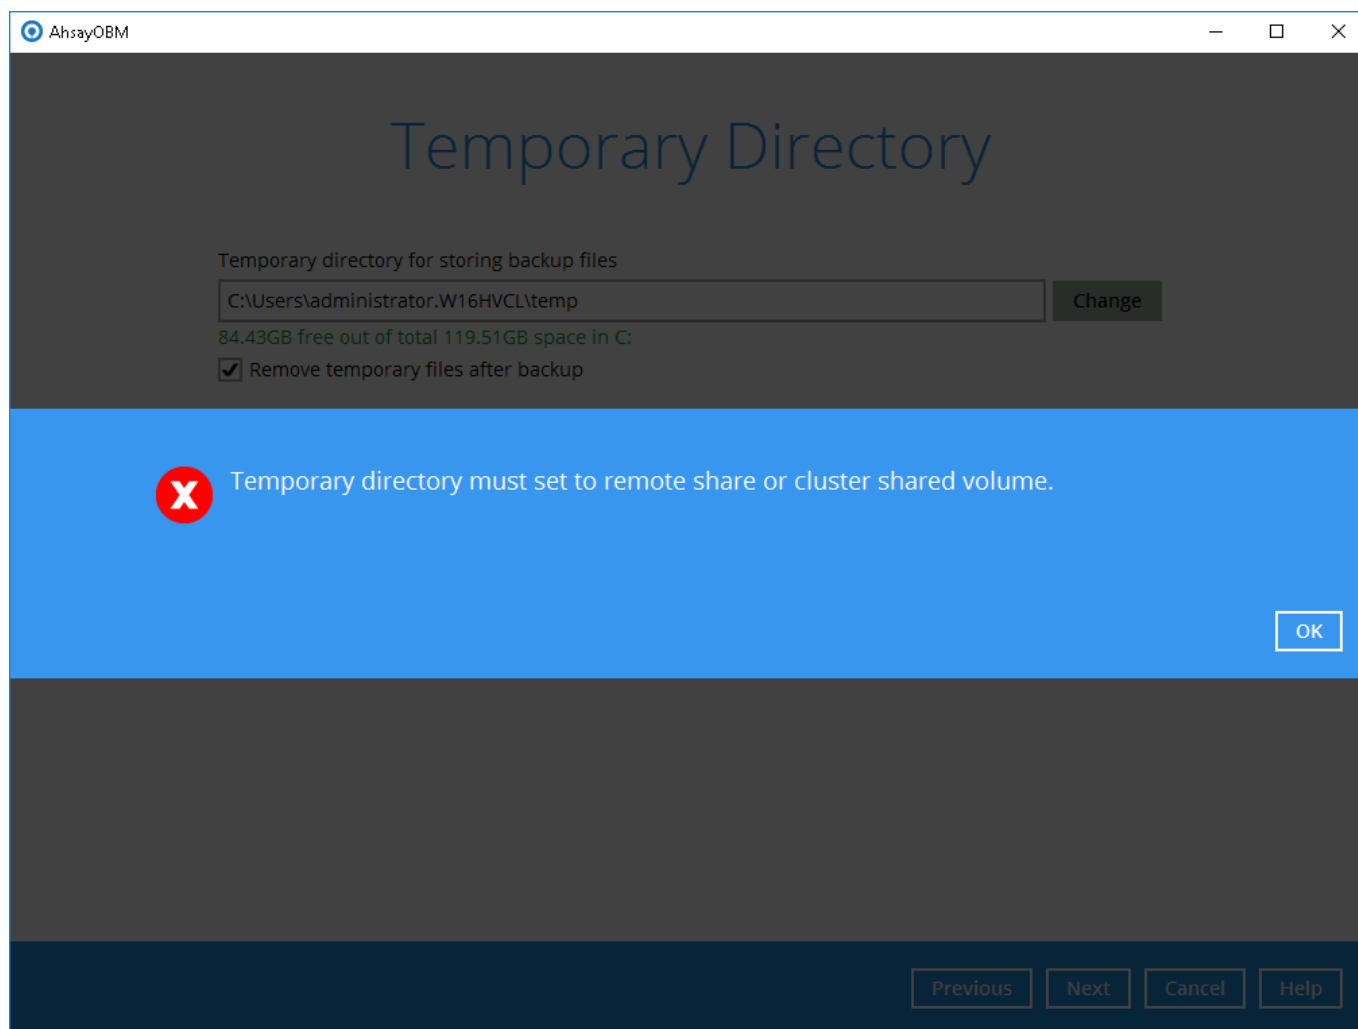 AhsayOBM
Temporary Directory
Temporary directory for storing backup files
C:\Users\administrator.W16HVCL\temp
Change
84.43GB free out of total 119.51GB space in C:
Remove temporary files after backup
X
Temporary directory must set to remote share or cluster shared volume.
OK
Previous
Next
Cancel
Help